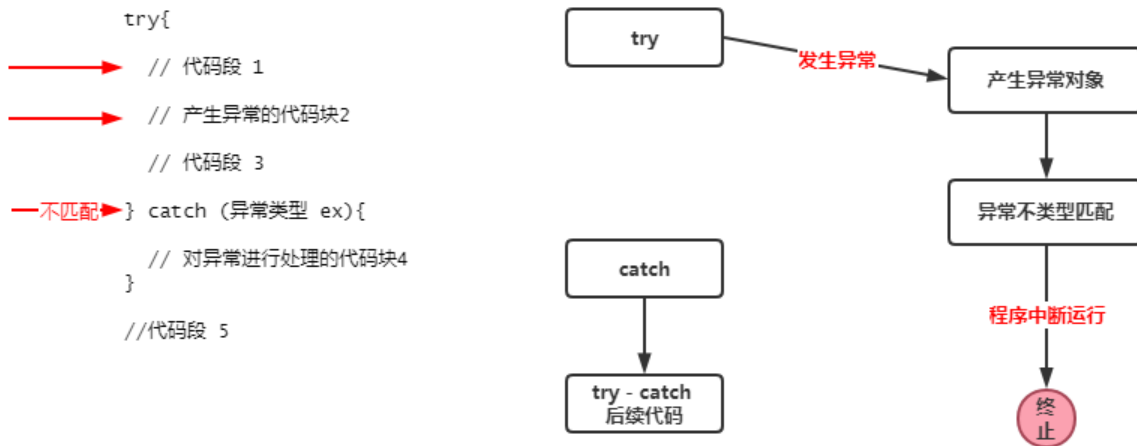 try{
// 代码段 1
// 产生异常的代码块2
// 代码段 3
不匹配
} catch (异常类型 ex){
// 对异常进行处理的代码块4
}
//代码段 5
try
发生异常
产生异常对象
异常不类型匹配
程序中断运行
终
止
catch
try - catch
后续代码